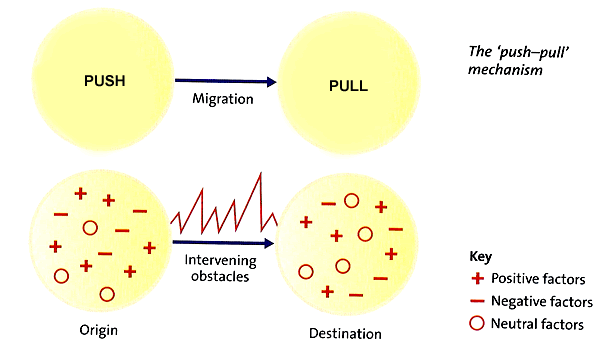 PUSH
Migration
PULL
The ‘push–pull’
mechanism
Intervening
obstacles
Origin
Destination
Key
+ Positive factors
– Negative factors
○ Neutral factors